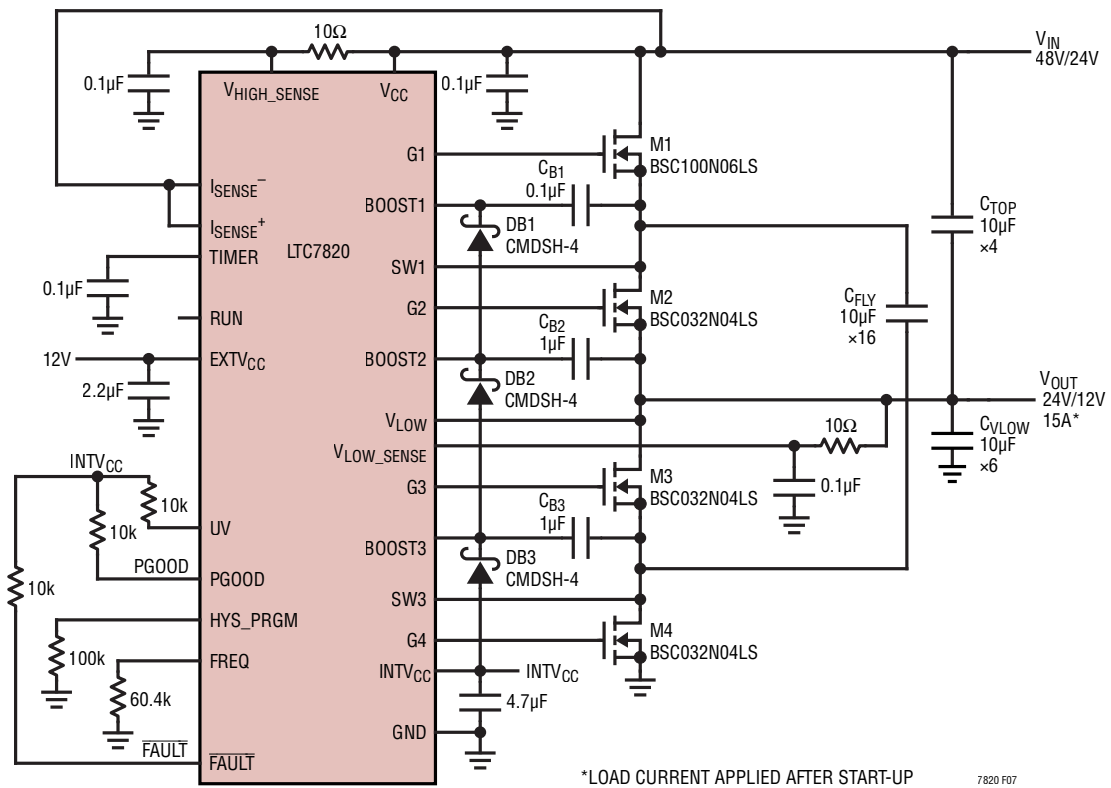 10Ω
V_IN
48V/24V
0.1µF
V_HIGH_SENSE
V_CC
0.1µF
G1
M1
BSC100N06LS
C_B1
0.1µF
I_SENSE⁻
BOOST1
DB1
CMDSH-4
C_TOP
10µF
×4
I_SENSE⁺
LTC7820
TIMER
SW1
0.1µF
G2
M2
BSC032N04LS
C_FLY
10µF
×16
RUN
C_B2
1µF
12V
EXTV_CC
BOOST2
2.2µF
DB2
CMDSH-4
V_OUT
24V/12V
15A*
V_LOW
10Ω
C_VLOW
10µF
×6
V_LOW_SENSE
INTV_CC
G3
M3
BSC032N04LS
0.1µF
10k
10k
UV
C_B3
1µF
BOOST3
PGOOD
PGOOD
DB3
CMDSH-4
10k
SW3
HYS_PRGM
G4
M4
BSC032N04LS
100k
FREQ
INTV_CC
INTV_CC
60.4k
4.7µF
GND
FAULT
FAULT
*LOAD CURRENT APPLIED AFTER START-UP
7820 F07